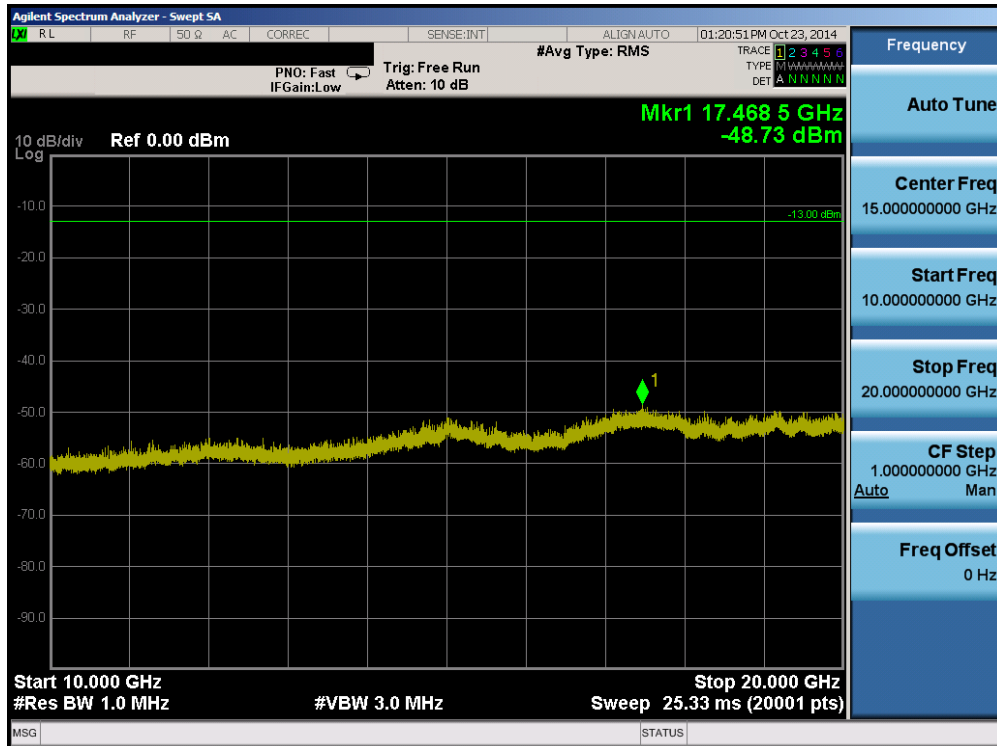 Agilent Spectrum Analyzer - Swept SA
LXI RL RF 50 Ω AC CORREC SENSE:INT ALIGN AUTO 01:20:51 PM Oct 23, 2014
#Avg Type: RMS
TRACE 1 2 3 4 5 6
TYPE M
DET A N N N N N
PNO: Fast
IFGain:Low
Trig: Free Run
Atten: 10 dB
Mkr1 17.468 5 GHz
-48.73 dBm
10 dB/div Ref 0.00 dBm
Log
-10.0
-13.00 dBm
-20.0
-30.0
-40.0
1
-50.0
-60.0
-70.0
-80.0
-90.0
Start 10.000 GHz Stop 20.000 GHz
#Res BW 1.0 MHz #VBW 3.0 MHz Sweep 25.33 ms (20001 pts)
MSG STATUS
Frequency
Auto Tune
Center Freq
15.000000000 GHz
Start Freq
10.000000000 GHz
Stop Freq
20.000000000 GHz
CF Step
1.000000000 GHz
Auto Man
Freq Offset
0 Hz